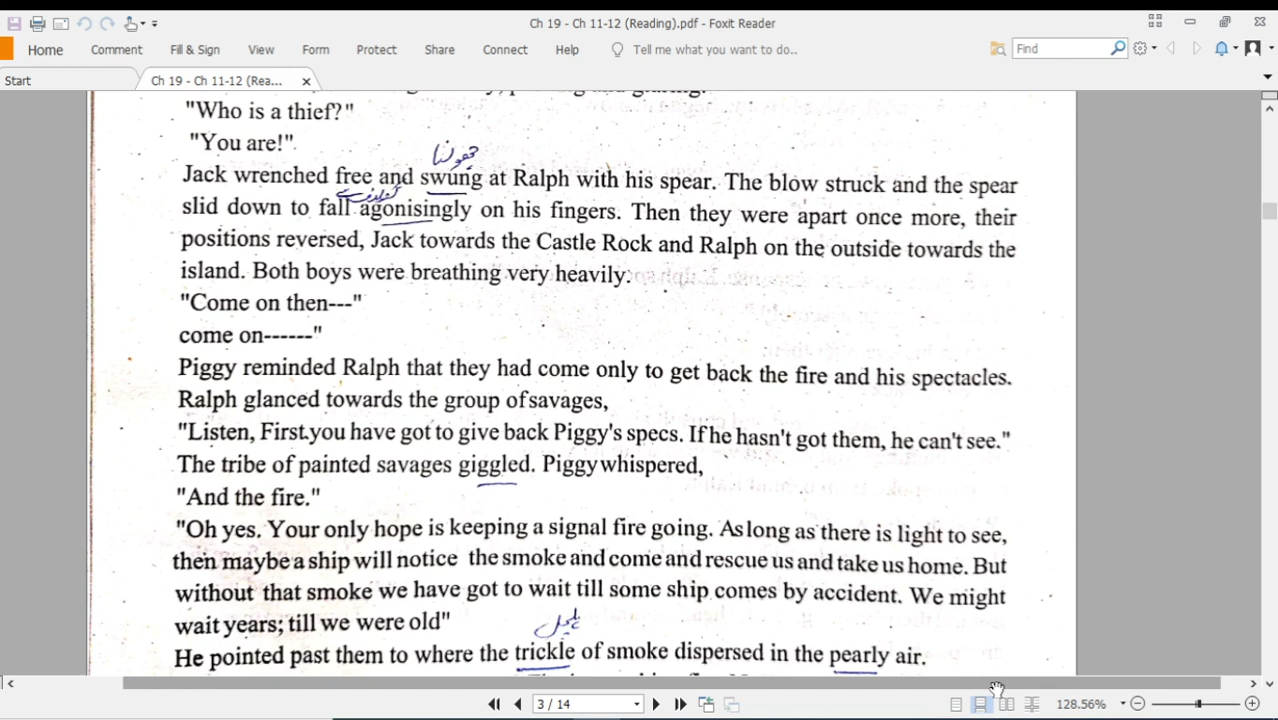 Ch 19 - Ch 11-12 (Reading).pdf - Foxit Reader
Home Comment Fill & Sign View Form Protect Share Connect Help Tell me what you want to do.. Find
Start Ch 19 - Ch 11-12 (Rea...
"Who is a thief?"
"You are!"
جھولنا
Jack wrenched free and swung at Ralph with his spear. The blow struck and the spear
slid down to fall agonisingly on his fingers. Then they were apart once more, their
positions reversed, Jack towards the Castle Rock and Ralph on the outside towards the
island. Both boys were breathing very heavily.
"Come on then---"
come on------"
Piggy reminded Ralph that they had come only to get back the fire and his spectacles.
Ralph glanced towards the group of savages,
"Listen, First you have got to give back Piggy's specs. If he hasn't got them, he can't see."
The tribe of painted savages giggled. Piggy whispered,
"And the fire."
"Oh yes. Your only hope is keeping a signal fire going. As long as there is light to see,
then maybe a ship will notice the smoke and come and rescue us and take us home. But
without that smoke we have got to wait till some ship comes by accident. We might
wait years; till we were old"
He pointed past them to where the trickle of smoke dispersed in the pearly air.
3 / 14 128.56%